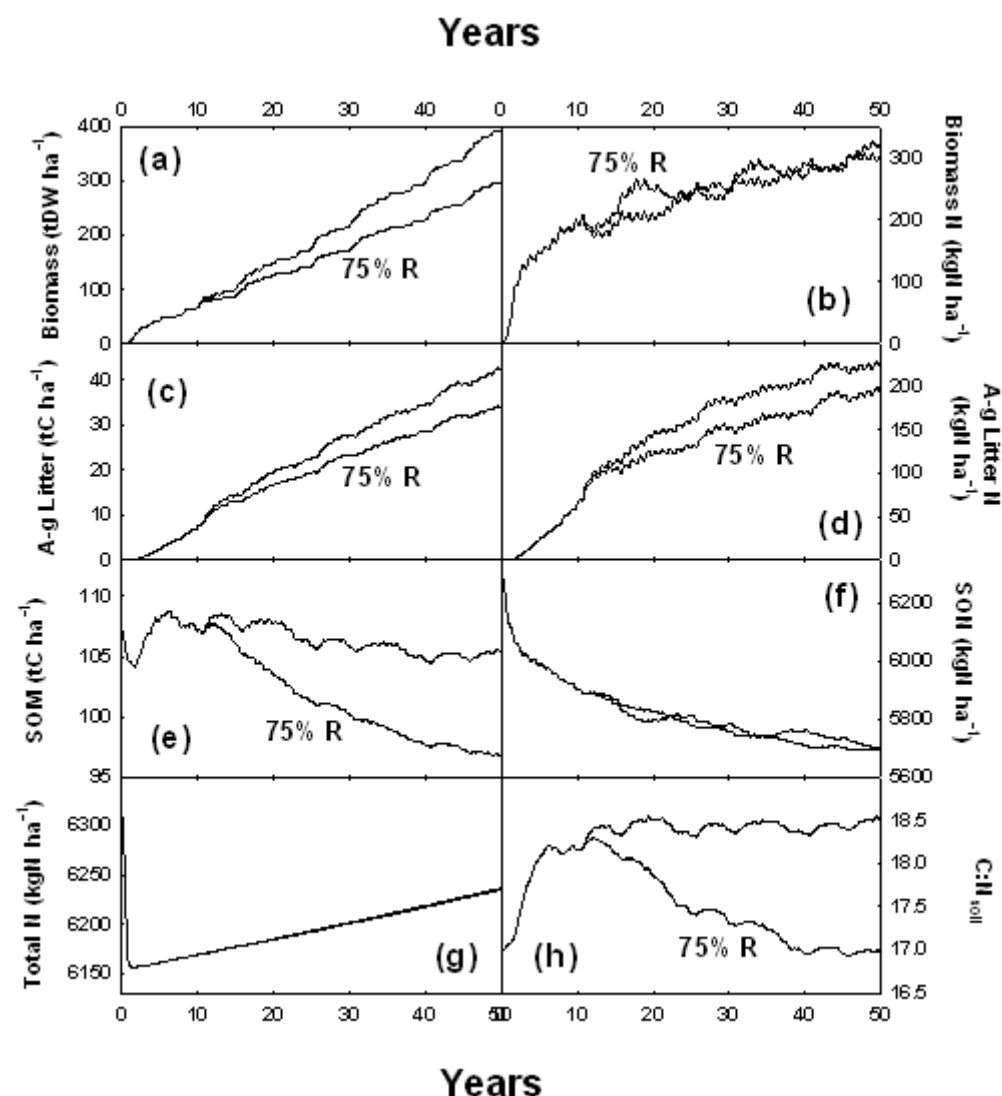 Years
0 10 20 30 40 0 10 20 30 40 50
400
300
200
100
0
Biomass (tDW ha⁻¹)
(a)
75% R
75% R
(b)
300
200
100
0
Biomass N (kgN ha⁻¹)
40
30
20
10
0
A-g Litter (tC ha⁻¹)
(c)
75% R
75% R
(d)
200
150
100
50
0
A-g Litter N
(kgN ha⁻¹)
110
105
100
95
SOM (tC ha⁻¹)
(e)
75% R
(f)
6200
6000
5800
5600
SON (kgN ha⁻¹)
6300
6250
6200
6150
Total N (kgN ha⁻¹)
(g)
75% R
(h)
18.5
18.0
17.5
17.0
16.5
C:N soil
0 10 20 30 40 50 10 20 30 40 50
Years